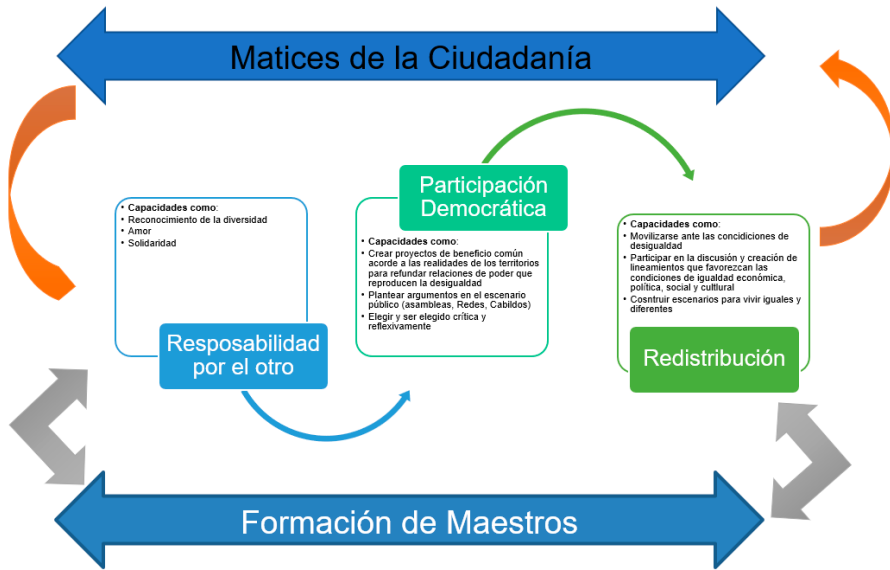 Matices de la Ciudadanía
• Capacidades como:
• Reconocimiento de la diversidad
• Amor
• Solidaridad
Resposabilidad
por el otro
Participación
Democrática
• Capacidades como:
• Crear proyectos de beneficio común
acorde a las realidades de los territorios
para refundar relaciones de poder que
reproducen la desigualdad
• Plantear argumentos en el escenario
público (asambleas, Redes, Cabildos)
• Elegir y ser elegido crítica y
reflexivamente
• Capacidades como:
• Movilizarse ante las concidiciones de
desigualdad
• Participar en la discusión y creación de
lineamientos que favorezcan las
condiciones de igualdad económica,
política, social y cultural
• Cosntruir escenarios para vivir iguales y
diferentes
Redistribución
Formación de Maestros